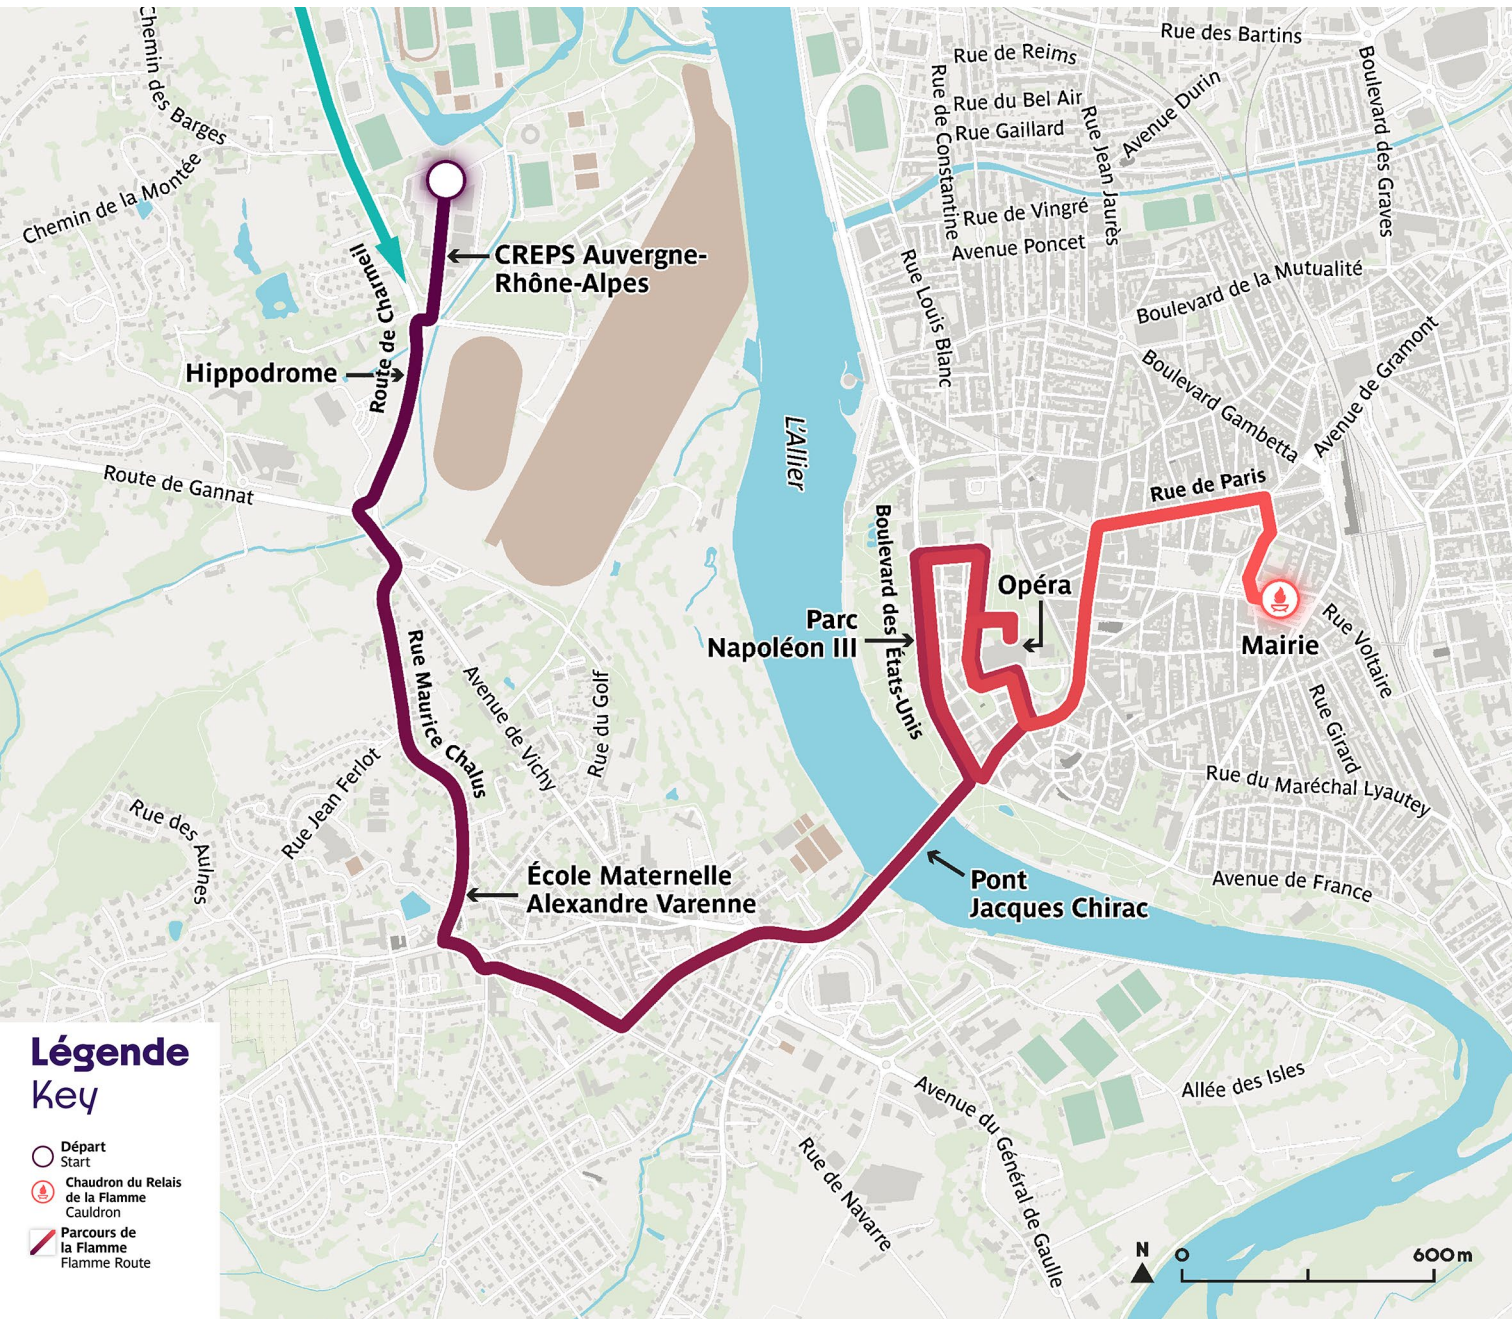 Chemin des Barges
Chemin de la Montée
Rue de Reims
Rue des Bartins
Rue de Constantine
Rue du Bel Air
Rue Gaillard
Rue Jean Jaurès
Avenue Durin
Boulevard des Graves
Rue de Vingré
Avenue Poncet
CREPS Auvergne-
Rhône-Alpes
Route de Charmeil
Hippodrome
Rue Louis Blanc
Boulevard de la Mutualité
Boulevard Gambetta
Avenue de Gramont
L'Allier
Route de Gannat
Rue de Paris
Boulevard des États-Unis
Opéra
Parc
Napoléon III
Mairie
Rue Voltaire
Rue Girard
Rue Maurice Chalus
Avenue de Vichy
Rue du Golf
Rue Jean Ferlot
Rue des Aulnes
Rue du Maréchal Lyautey
École Maternelle
Alexandre Varenne
Pont
Jacques Chirac
Avenue de France
Allée des Isles
Avenue du Général de Gaulle
Rue de Navarre
Légende
Key
Départ
Start
Chaudron du Relais
de la Flamme
Cauldron
Parcours de
la Flamme
Flamme Route
N
0
600m